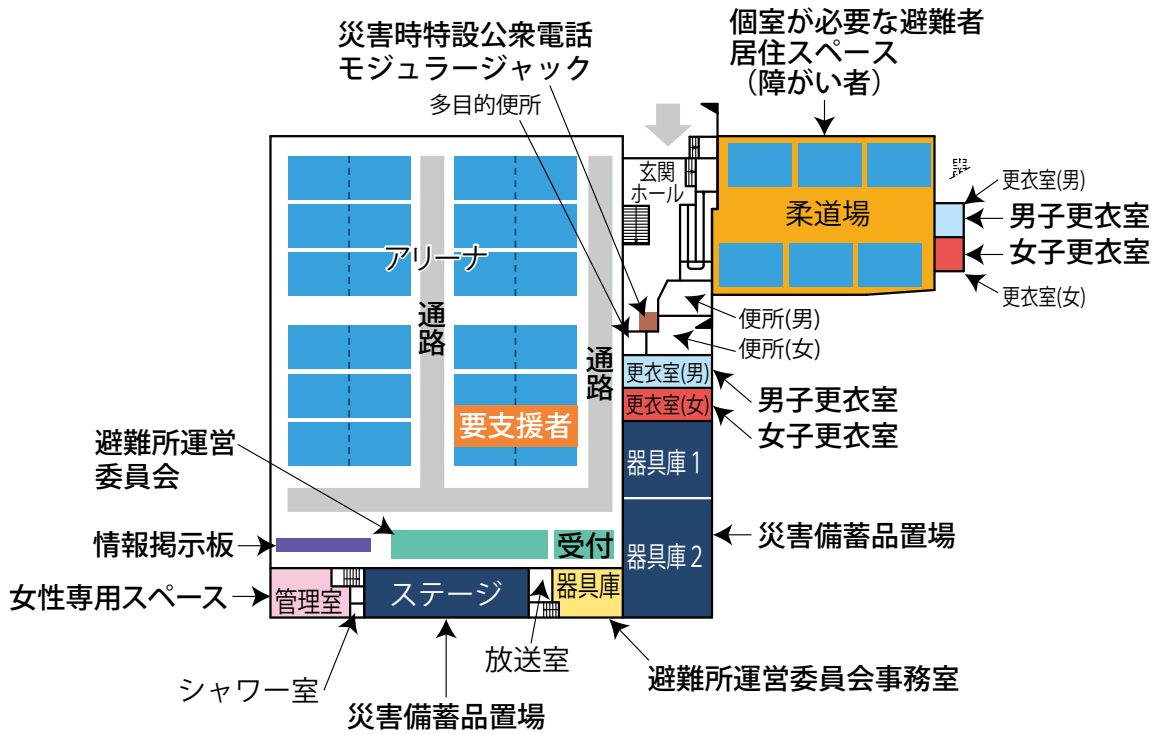 災害時特設公衆電話
モジュラージャック
多目的便所
個室が必要な避難者
居住スペース
（障がい者）
玄関
ホール
柔道場
更衣室(男)
男子更衣室
女子更衣室
更衣室(女)
アリーナ
通路
通路
便所(男)
便所(女)
更衣室(男)
更衣室(女)
男子更衣室
女子更衣室
要支援者
避難所運営
委員会
器具庫1
情報掲示板
受付
器具庫2
災害備蓄品置場
女性専用スペース
管理室
ステージ
器具庫
シャワー室
放送室
災害備蓄品置場
避難所運営委員会事務室